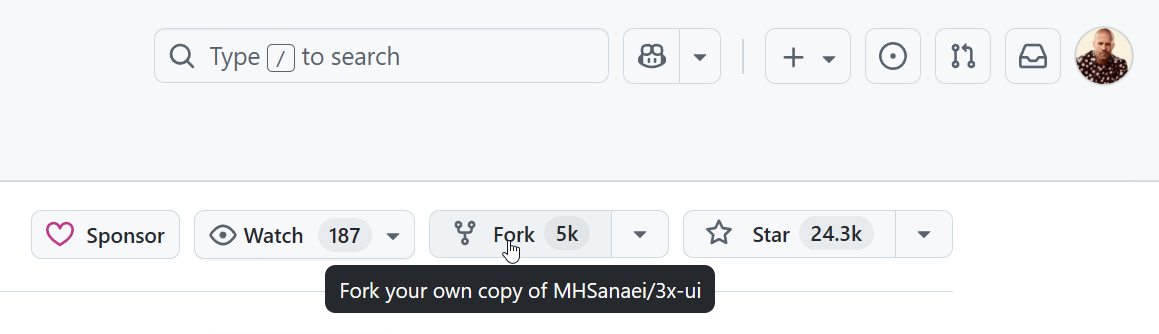 Type / to search
Sponsor Watch 187 Fork 5k Star 24.3k
Fork your own copy of MHSanaei/3x-ui